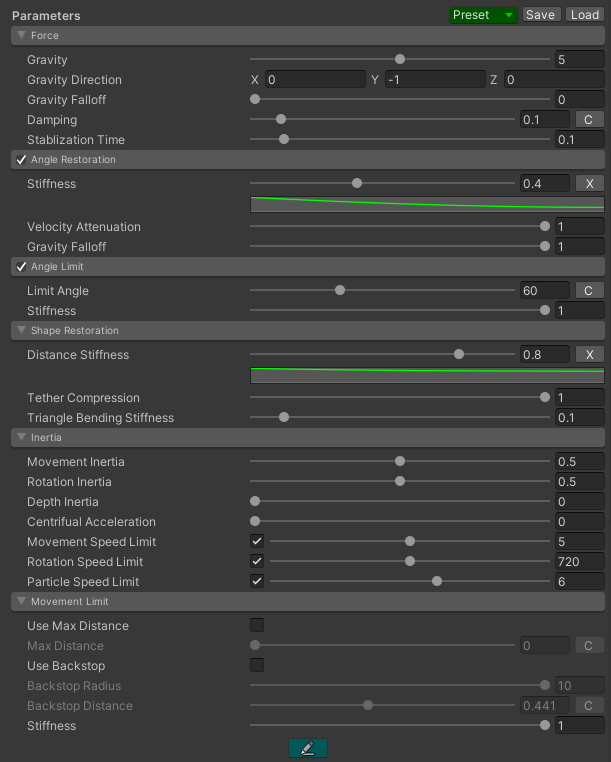 Parameters Preset Save Load
Force
Gravity 5
Gravity Direction X 0 Y -1 Z 0
Gravity Falloff 0
Damping 0.1 C
Stablization Time 0.1
Angle Restoration
Stiffness 0.4 X
Velocity Attenuation 1
Gravity Falloff 1
Angle Limit
Limit Angle 60 C
Stiffness 1
Shape Restoration
Distance Stiffness 0.8 X
Tether Compression 1
Triangle Bending Stiffness 0.1
Inertia
Movement Inertia 0.5
Rotation Inertia 0.5
Depth Inertia 0
Centrifual Acceleration 0
Movement Speed Limit 5
Rotation Speed Limit 720
Particle Speed Limit 6
Movement Limit
Use Max Distance
Max Distance 0 C
Use Backstop
Backstop Radius 10
Backstop Distance 0.441 C
Stiffness 1